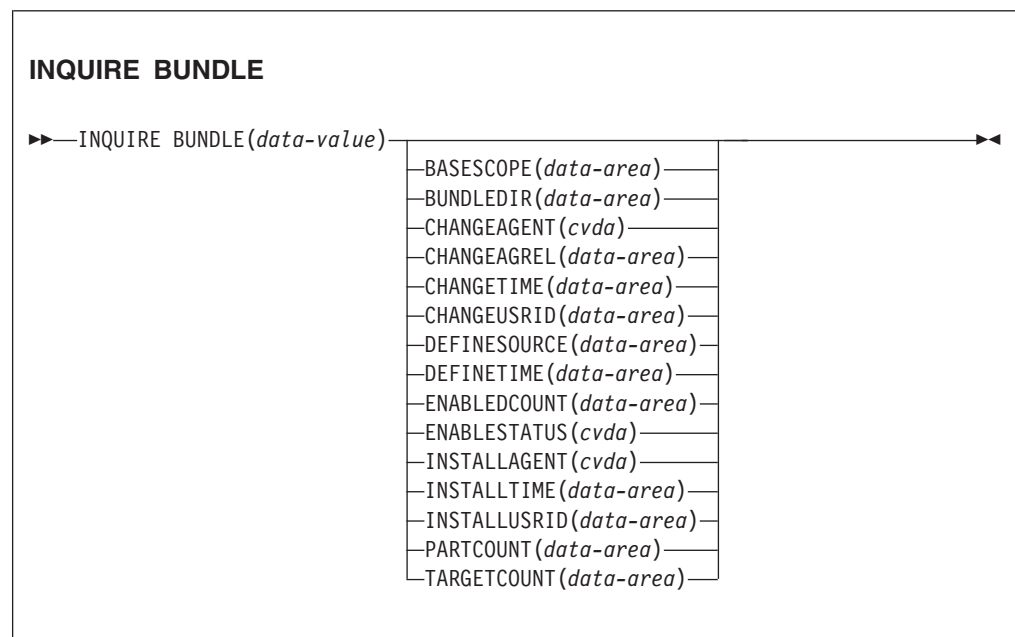 INQUIRE BUNDLE
INQUIRE BUNDLE(data-value)
BASESCOPE(data-area)
BUNDLEDIR(data-area)
CHANGEAGENT(cvda)
CHANGEAGREL(data-area)
CHANGETIME(data-area)
CHANGEUSRID(data-area)
DEFINESOURCE(data-area)
DEFINETIME(data-area)
ENABLEDCOUNT(data-area)
ENABLESTATUS(cvda)
INSTALLAGENT(cvda)
INSTALLTIME(data-area)
INSTALLUSRID(data-area)
PARTCOUNT(data-area)
TARGETCOUNT(data-area)